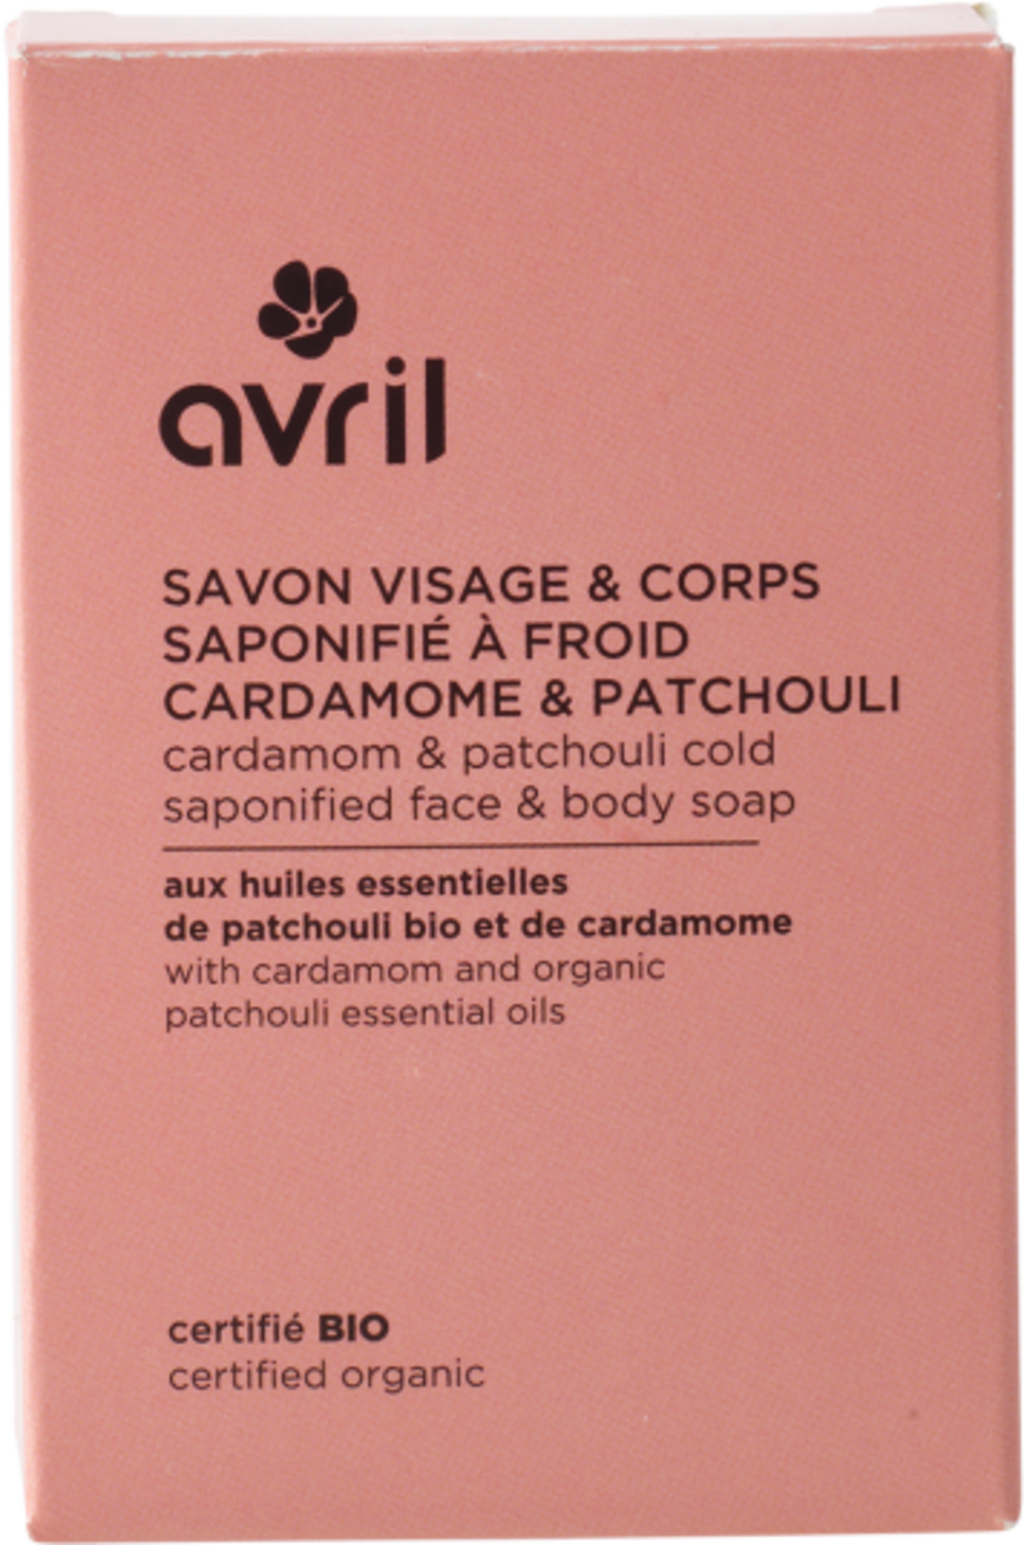 avril
SAVON VISAGE & CORPS
SAPONIFIÉ À FROID
CARDAMOME & PATCHOULI
cardamom & patchouli cold
saponified face & body soap
aux huiles essentielles
de patchouli bio et de cardamome
with cardamom and organic
patchouli essential oils
certifié BIO
certified organic